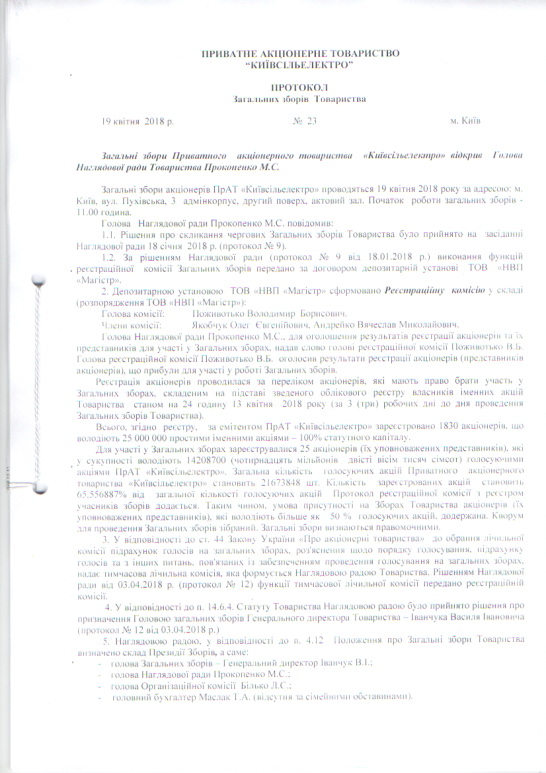 ПРИВАТНЕ АКЦІОНЕРНЕ ТОВАРИСТВО
“КИЇВСІЛЬЕЛЕКТРО”
ПРОТОКОЛ
Загальних зборів Товариства
19 квітня 2018 р. № 23 м. Київ
Загальні збори Приватного акціонерного товариства «Київсільелектро» відкрив Голова
Наглядової ради Товариства Прокопенко М.С.
Загальні збори акціонерів ПрАТ «Київсільелектро» проводяться 19 квітня 2018 року за адресою: м.
Київ, вул. Пухівська, 3 адмінкорпус, другий поверх, актовий зал. Початок роботи загальних зборів -
11.00 година.
Голова Наглядової ради Прокопенко М.С. повідомив:
1.1. Рішення про скликання чергових Загальних зборів Товариства було прийнято на засіданні
Наглядової ради 18 січня 2018 р. (протокол № 9).
1.2. За рішенням Наглядової ради (протокол № 9 від 18.01.2018 р.) виконання функцій
реєстраційної комісії Загальних зборів передано за договором депозитарній установі ТОВ «НВП
«Магістр».
2. Депозитарною установою ТОВ «НВП «Магістр» сформовано Реєстраційну комісію у складі
(розпорядження ТОВ «НВП «Магістр»):
Голова комісії: Поживотько Володимир Борисович.
Члени комісії: Якобчук Олег Євгенійович, Андрейко Вячеслав Миколайович.
Голова Наглядової ради Прокопенко М.С., для оголошення результатів реєстрації акціонерів та їх
представників для участі у Загальних зборах, надав слово голові реєстраційної комісії Поживотько В.Б.
Голова реєстраційної комісії Поживотько В.Б. оголосив результати реєстрації акціонерів (представників
акціонерів), що прибули для участі у роботі Загальних зборів.
Реєстрація акціонерів проводилася за переліком акціонерів, які мають право брати участь у
Загальних зборах, складеним на підставі зведеного облікового реєстру власників іменних акцій
Товариства станом на 24 годину 13 квітня 2018 року (за 3 (три) робочих дні до дня проведення
Загальних зборів Товариства).
Всього, згідно реєстру, за емітентом ПрАТ «Київсільелектро» зареєстровано 1830 акціонерів, що
володіють 25 000 000 простими іменними акціями – 100% статутного капіталу.
Для участі у Загальних зборах зареєструвалися 25 акціонерів (їх уповноважених представників), які
у сукупності володіють 14208700 (чотирнадцять мільйонів двісті вісім тисяч сімсот) голосуючими
акціями ПрАТ «Київсільелектро». Загальна кількість голосуючих акцій Приватного акціонерного
товариства «Київсільелектро» становить 21673848 шт. Кількість зареєстрованих акцій становить
65.556887% від загальної кількості голосуючих акцій Протокол реєстраційної комісії з реєстром
учасників зборів додається. Таким чином, умова присутності на Зборах Товариства акціонерів (їх
уповноважених представників), які володіють більше як 50 % голосуючих акцій, додержана. Кворум
для проведення Загальних зборів зібраний. Загальні збори визнаються правомочними.
3. У відповідності до ст. 44 Закону України «Про акціонерні товариства» до обрання лічильної
комісії підрахунок голосів на загальних зборах, роз'яснення щодо порядку голосування, підрахунку
голосів та з інших питань, пов'язаних із забезпеченням проведення голосування на загальних зборах,
надає тимчасова лічильна комісія, яка формується Наглядовою радою Товариства. Рішенням Наглядової
ради від 03.04.2018 р. (протокол № 12) функції тимчасової лічильної комісії передано реєстраційній
комісії.
4. У відповідності до п. 14.6.4. Статуту Товариства Наглядовою радою було прийнято рішення про
призначення Головою загальних зборів Генерального директора Товариства – Іванчука Василя Івановича
(протокол № 12 від 03.04.2018 р.)
5. Наглядовою радою, у відповідності до п. 4.12 Положення про Загальні збори Товариства
визначено склад Президії Зборів, а саме:
- голова Загальних зборів – Генеральний директор Іванчук В.І.;
- голова Наглядової ради Прокопенко М.С.;
- голова Організаційної комісії Білько Л.С.;
- головний бухгалтер Маслак Т.А. (відсутня за сімейними обставинами).